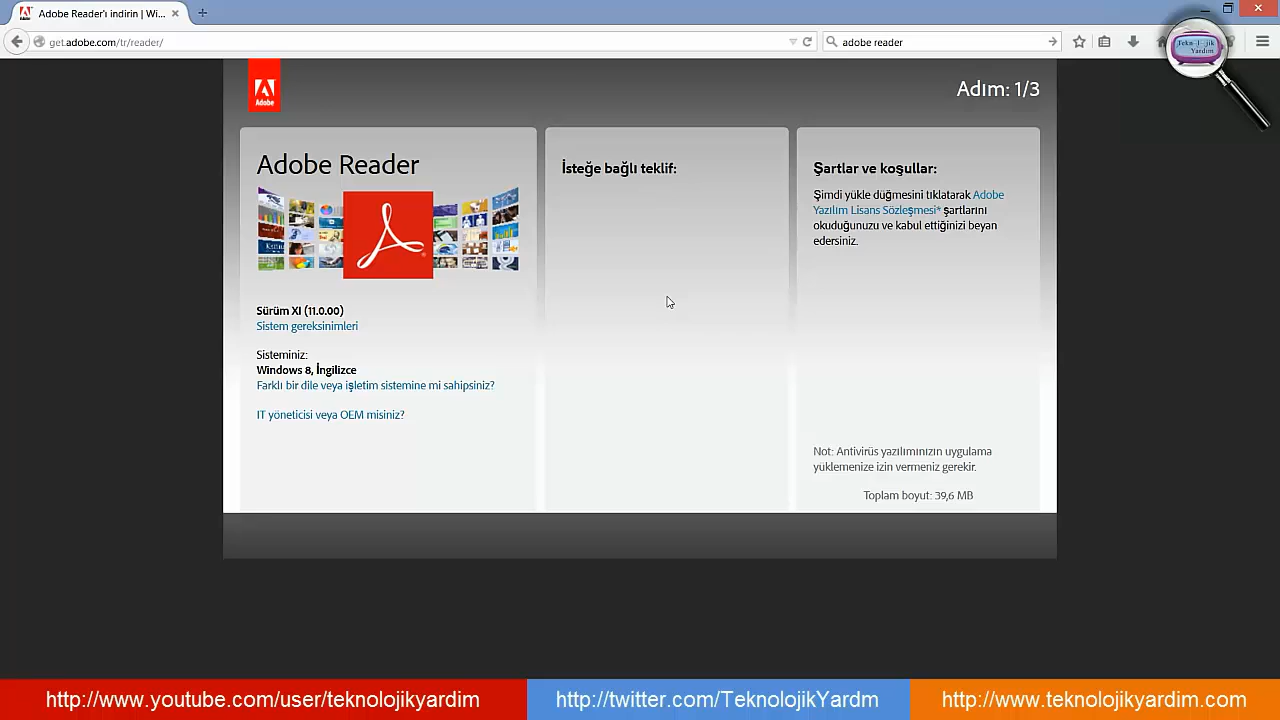 Adobe Reader'ı indirin | Wi...
get.adobe.com/tr/reader/
adobe reader
Teknolojik
Yardım
Adobe
Adım: 1/3
Adobe Reader
Sürüm XI (11.0.00)
Sistem gereksinimleri
Sisteminiz:
Windows 8, İngilizce
Farklı bir dile veya işletim sistemine mi sahipsiniz?
IT yöneticisi veya OEM misiniz?
İsteğe bağlı teklif:
Şartlar ve koşullar:
Şimdi yükle düğmesini tıklatarak Adobe
Yazılım Lisans Sözleşmesi* şartlarını
okuduğunuzu ve kabul ettiğinizi beyan
edersiniz.
Not: Antivirüs yazılımınızın uygulama
yüklemenize izin vermeniz gerekir.
Toplam boyut: 39,6 MB
http://www.youtube.com/user/teknolojikyardim
http://twitter.com/TeknolojikYardm
http://www.teknolojikyardim.com